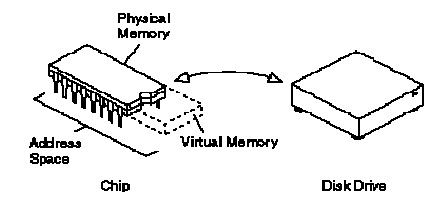 Physical
Memory
Address
Space
Virtual Memory
Chip
Disk Drive